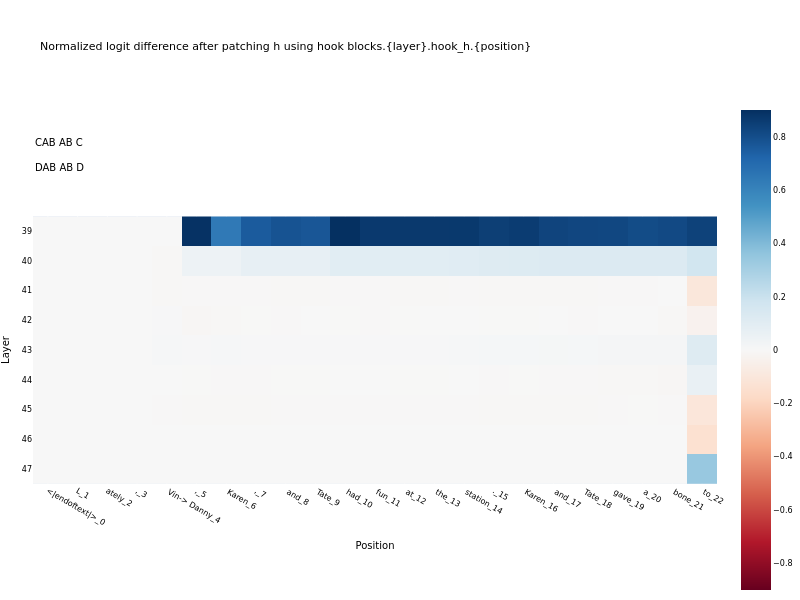 Normalized logit difference after patching h using hook blocks.{layer}.hook_h.{position}
CAB AB C
DAB AB D
0.8
0.6
0.4
0.2
0
−0.2
−0.4
−0.6
−0.8
39
40
41
42
43
44
45
46
47
Layer
<|endoftext|>_0
L_1
ately_2
,_3
Vin-> Danny_4
,_5
Karen_6
,_7
and_8
Tate_9
had_10
fun_11
at_12
the_13
station_14
._15
Karen_16
and_17
Tate_18
gave_19
a_20
bone_21
to_22
Position